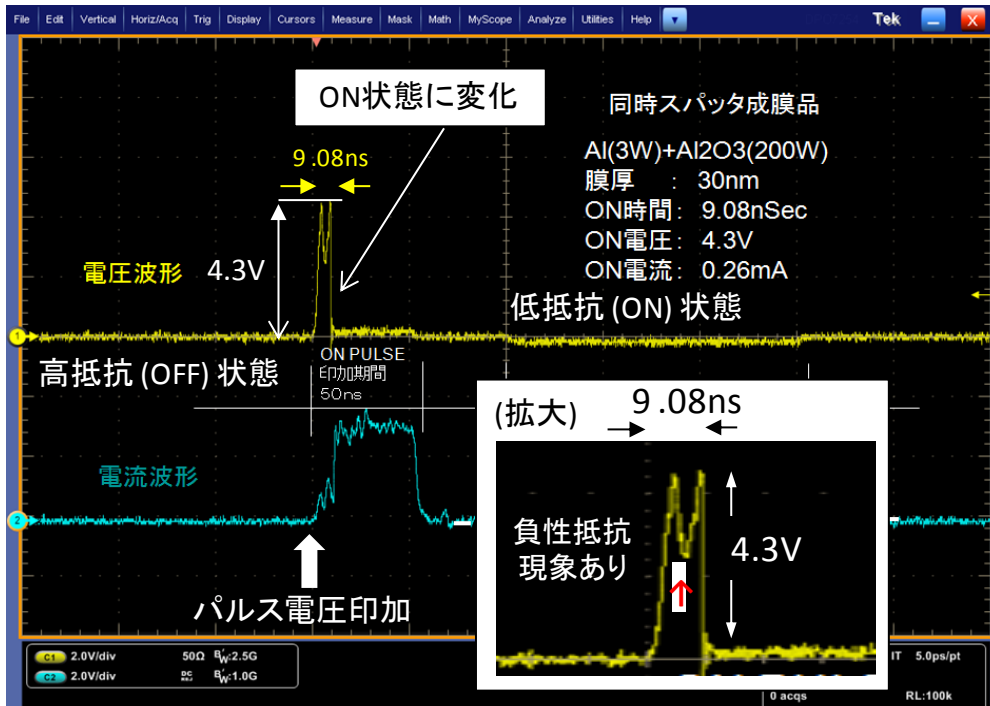 File Edit Vertical Horiz/Acq Trig Display Cursors Measure Mask Math MyScope Analyze Utilities Help
Tek
ON状態に変化
同時スパッタ成膜品
Al(3W)+Al2O3(200W)
膜厚 : 30nm
ON時間: 9.08nSec
ON電圧: 4.3V
ON電流: 0.26mA
9.08ns
電圧波形
4.3V
低抵抗 (ON) 状態
1
高抵抗 (OFF) 状態
ON PULSE
印加期間
50ns
(拡大)
9.08ns
電流波形
2
負性抵抗
現象あり
4.3V
パルス電圧印加
C1 2.0V/div 50Ω BW:2.5G
C2 2.0V/div DC BW:1.0G
IT 5.0ps/pt
0 acqs RL:100k